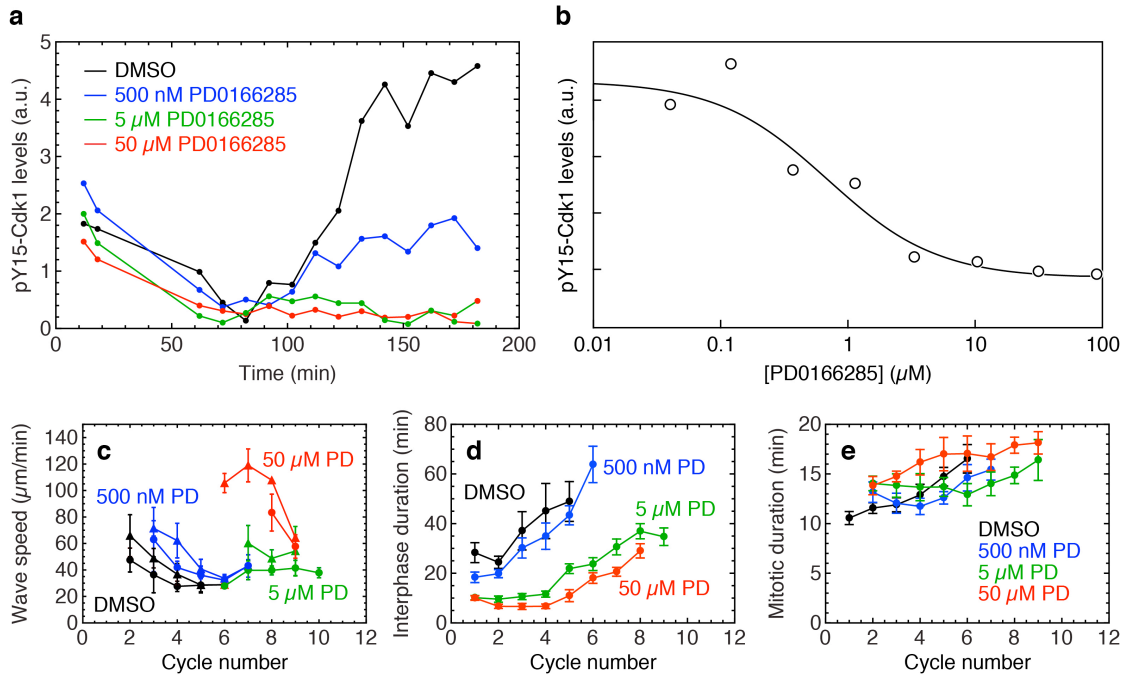 a
pY15-Cdk1 levels (a.u.)
5
4
3
2
1
0
DMSO
500 nM PD0166285
5 µM PD0166285
50 µM PD0166285
0 50 100 150 200
Time (min)
b
pY15-Cdk1 levels (a.u.)
0.01 0.1 1 10 100
[PD0166285] (µM)
c
Wave speed (µm/min)
140
120
100
80
60
40
20
0
50 µM PD
500 nM PD
DMSO
5 µM PD
0 2 4 6 8 10 12
Cycle number
d
Interphase duration (min)
80
60
40
20
0
500 nM PD
DMSO
5 µM PD
50 µM PD
0 2 4 6 8 10 12
Cycle number
e
Mitotic duration (min)
20
15
10
5
0
DMSO
500 nM PD
5 µM PD
50 µM PD
0 2 4 6 8 10 12
Cycle number